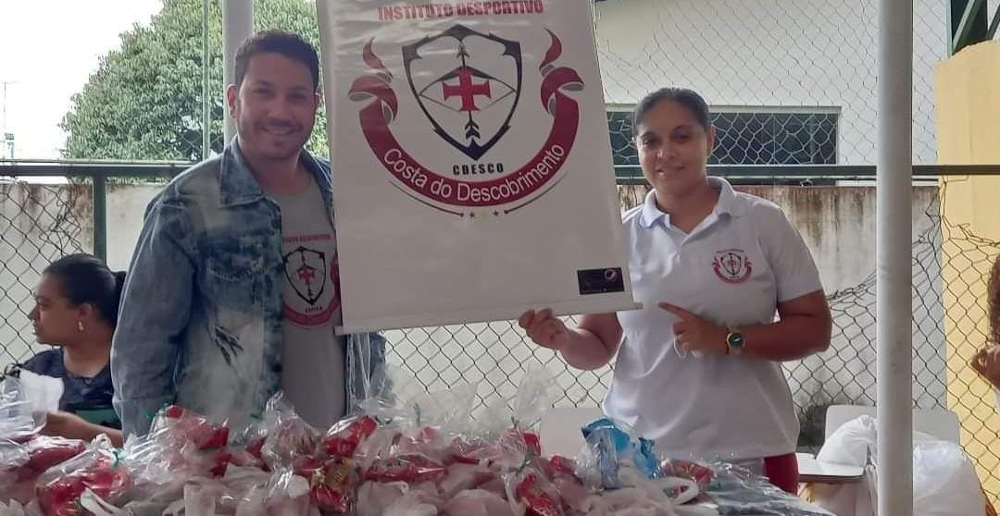 INSTITUTO DESPORTIVO
CDESCO
Costa do Descobrimento